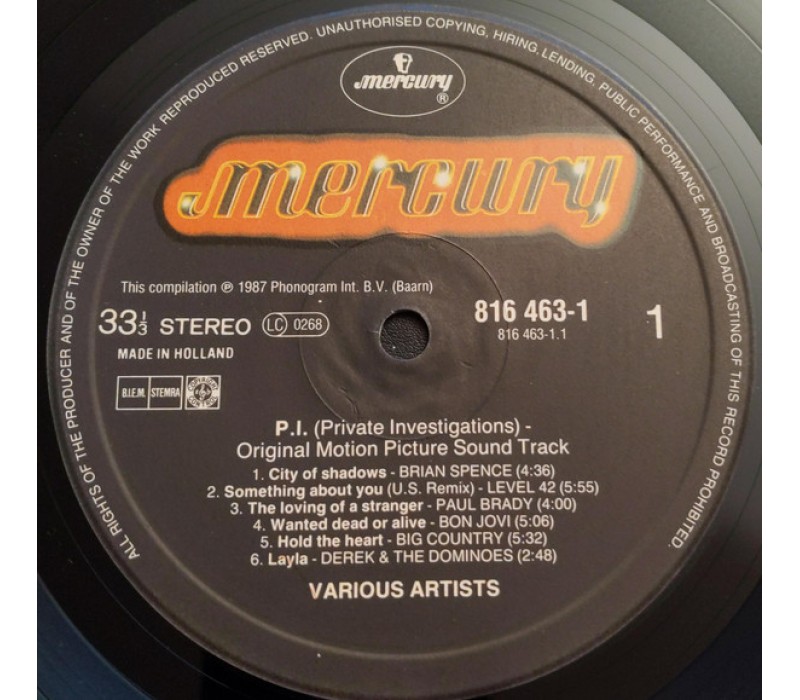 ALL RIGHTS OF THE PRODUCER AND OF THE OWNER OF THE WORK REPRODUCED RESERVED. UNAUTHORISED COPYING, HIRING, LENDING, PUBLIC PERFORMANCE AND BROADCASTING OF THIS RECORD PROHIBITED.
mercury ®
mercury
This compilation ℗ 1987 Phonogram Int. B.V. (Baarn)
33⅓ STEREO LC 0268
816 463-1
816 463-1.1
1
MADE IN HOLLAND
B.I.E.M. STEMRA
P.I. (Private Investigations) -
Original Motion Picture Sound Track
1. City of shadows - BRIAN SPENCE (4:36)
2. Something about you (U.S. Remix) - LEVEL 42 (5:55)
3. The loving of a stranger - PAUL BRADY (4:00)
4. Wanted dead or alive - BON JOVI (5:06)
5. Hold the heart - BIG COUNTRY (5:32)
6. Layla - DEREK & THE DOMINOES (2:48)
VARIOUS ARTISTS